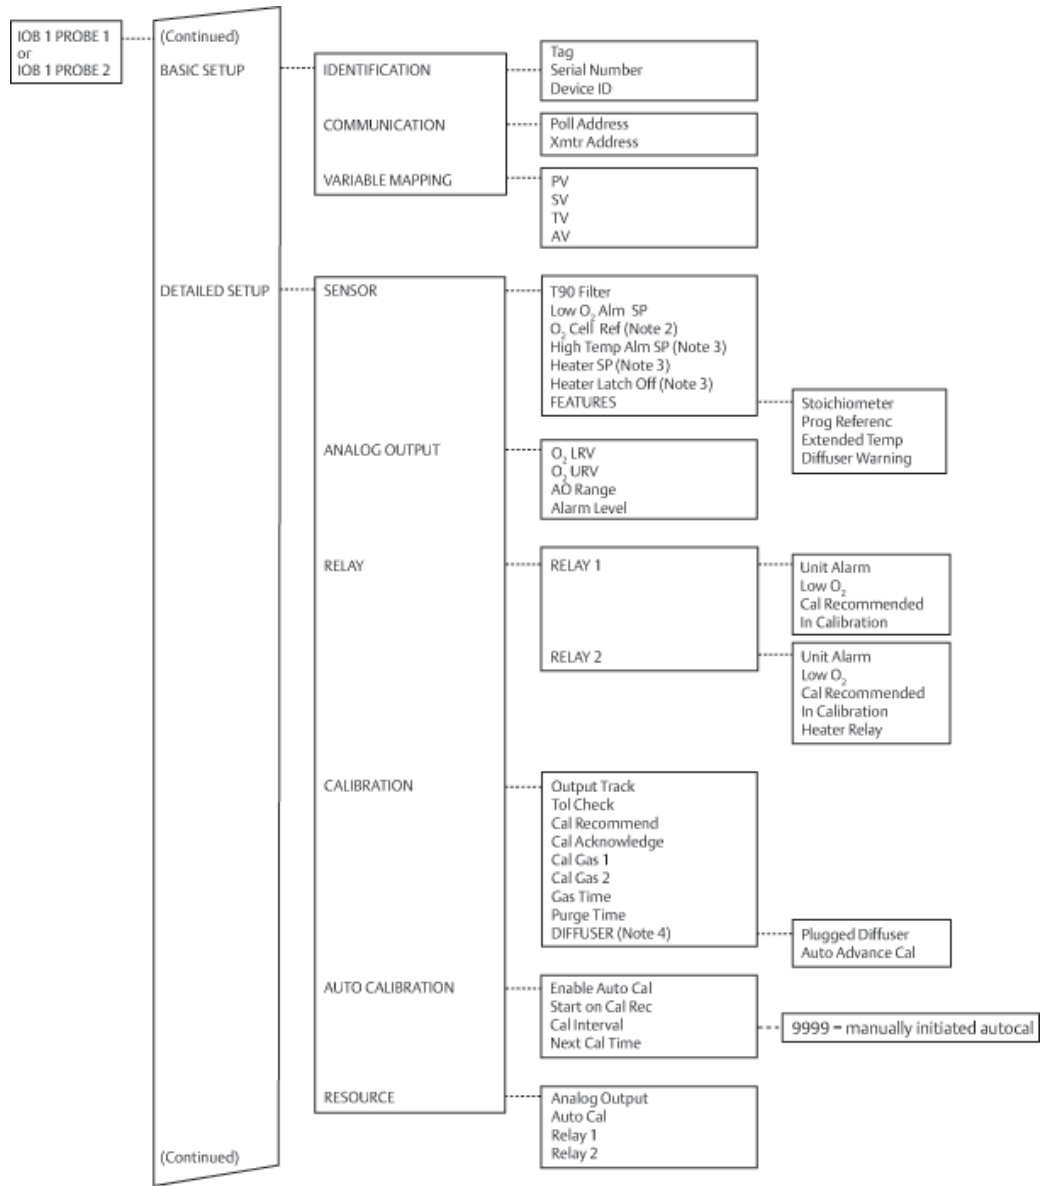 IOB 1 PROBE 1
or
IOB 1 PROBE 2
(Continued)
BASIC SETUP
IDENTIFICATION
Tag
Serial Number
Device ID
COMMUNICATION
Poll Address
Xmtr Address
VARIABLE MAPPING
PV
SV
TV
AV
DETAILED SETUP
SENSOR
T90 Filter
Low O2 Alm SP
O2 Cell Ref (Note 2)
High Temp Alm SP (Note 3)
Heater SP (Note 3)
Heater Latch Off (Note 3)
FEATURES
Stoichiometer
Prog Referenc
Extended Temp
Diffuser Warning
ANALOG OUTPUT
O2 LRV
O2 URV
AO Range
Alarm Level
RELAY
RELAY 1
Unit Alarm
Low O2
Cal Recommended
In Calibration
RELAY 2
Unit Alarm
Low O2
Cal Recommended
In Calibration
Heater Relay
CALIBRATION
Output Track
Tol Check
Cal Recommend
Cal Acknowledge
Cal Gas 1
Cal Gas 2
Gas Time
Purge Time
DIFFUSER (Note 4)
Plugged Diffuser
Auto Advance Cal
AUTO CALIBRATION
Enable Auto Cal
Start on Cal Rec
Cal Interval
Next Cal Time
9999 = manually initiated autocal
RESOURCE
Analog Output
Auto Cal
Relay 1
Relay 2
(Continued)